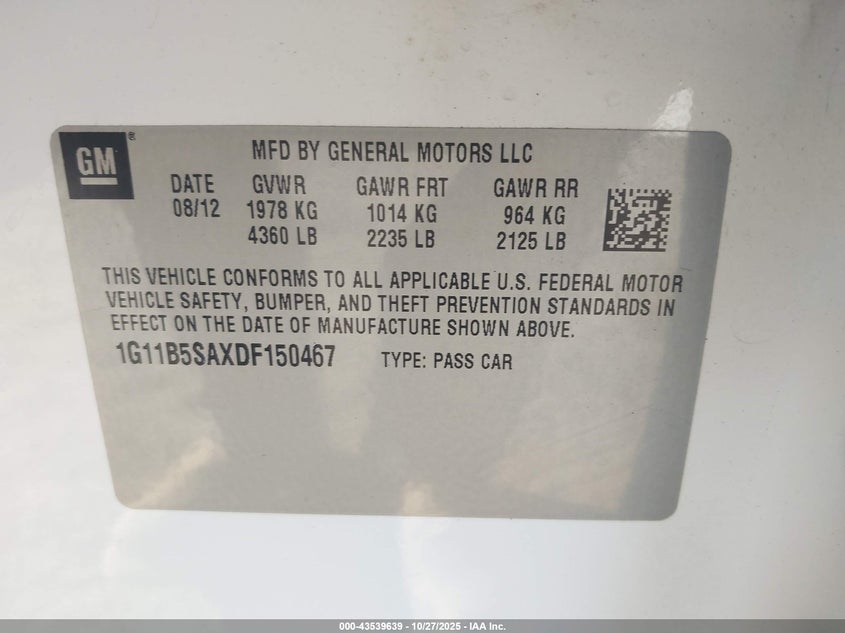 GM ®
MFD BY GENERAL MOTORS LLC
DATE GVWR GAWR FRT GAWR RR
08/12 1978 KG 1014 KG 964 KG
4360 LB 2235 LB 2125 LB
THIS VEHICLE CONFORMS TO ALL APPLICABLE U.S. FEDERAL MOTOR
VEHICLE SAFETY, BUMPER, AND THEFT PREVENTION STANDARDS IN
EFFECT ON THE DATE OF MANUFACTURE SHOWN ABOVE.
1G11B5SAXDF150467 TYPE: PASS CAR
000-43539639 - 10/27/2025 - IAA Inc.